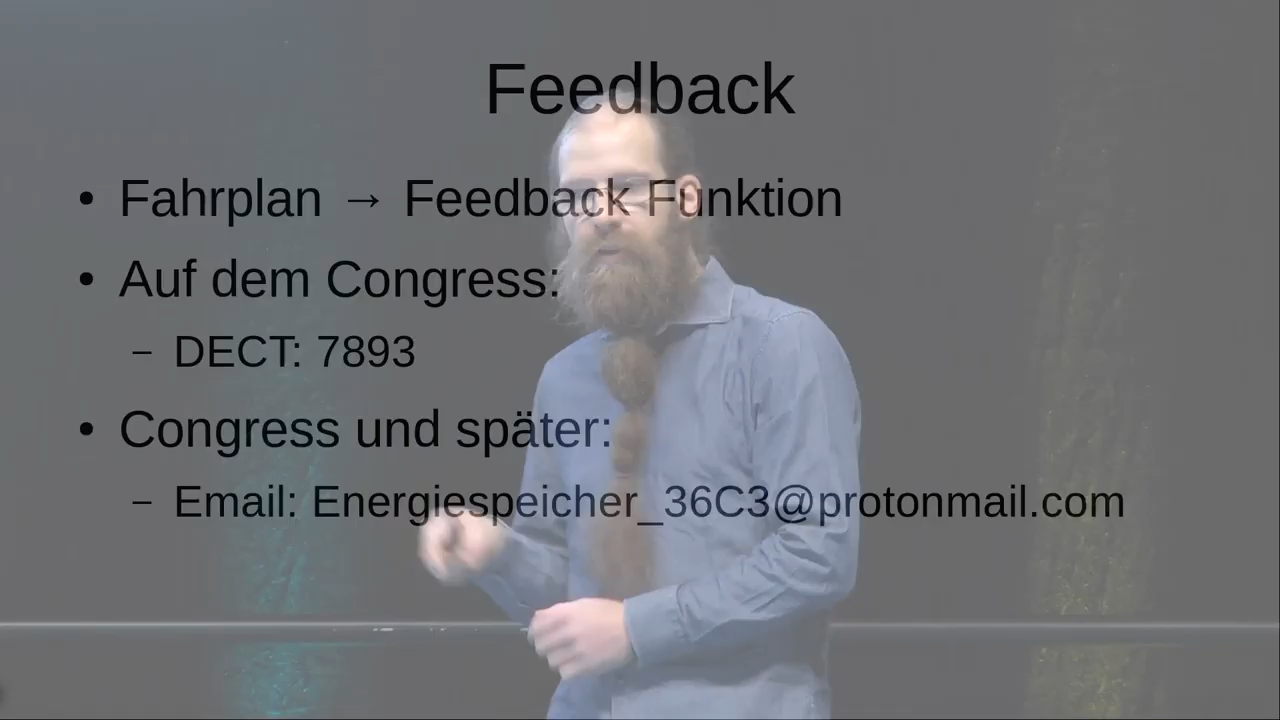 Feedback
• Fahrplan → Feedback Funktion
• Auf dem Congress:
– DECT: 7893
• Congress und später:
– Email: Energiespeicher_36C3@protonmail.com